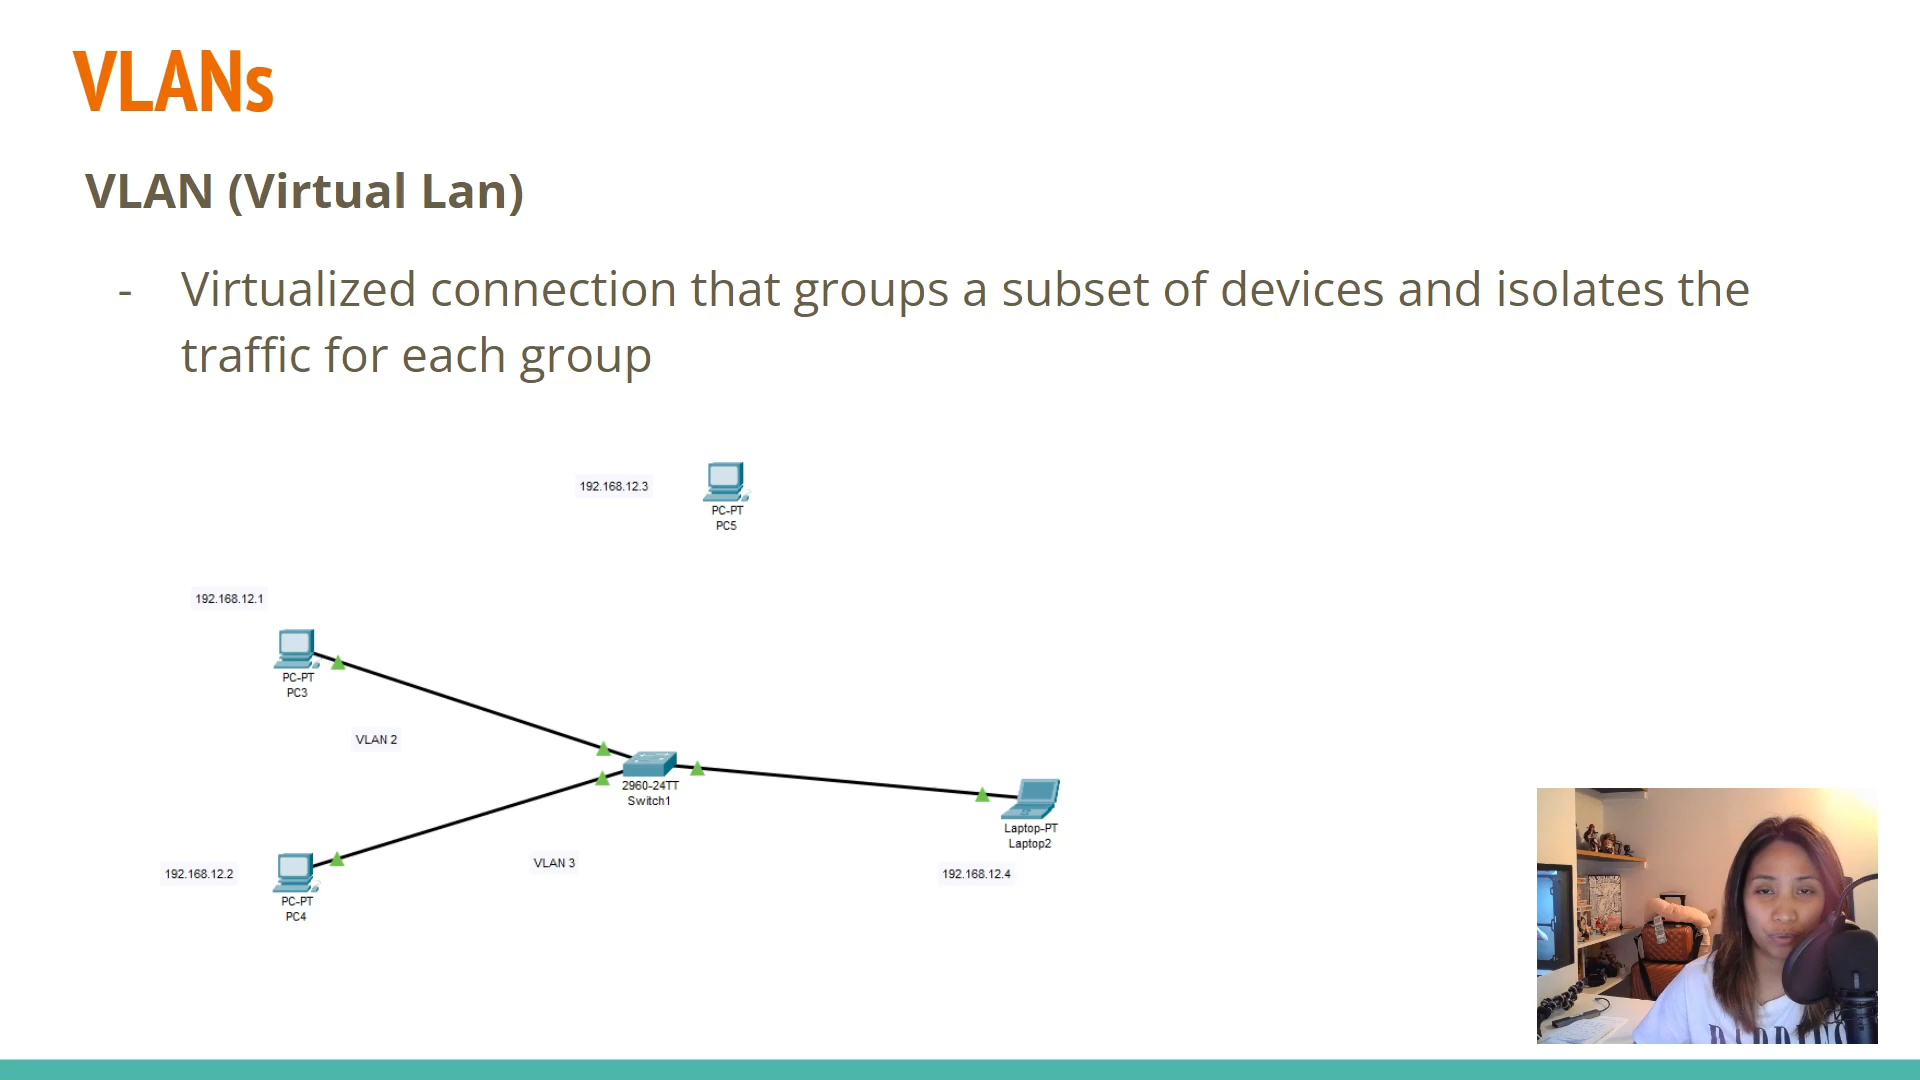 VLANs
VLAN (Virtual Lan)
- Virtualized connection that groups a subset of devices and isolates the
traffic for each group
192.168.12.3
PC-PT
PC5
192.168.12.1
PC-PT
PC3
VLAN 2
2960-24TT
Switch1
Laptop-PT
Laptop2
VLAN 3
192.168.12.2
192.168.12.4
PC-PT
PC4